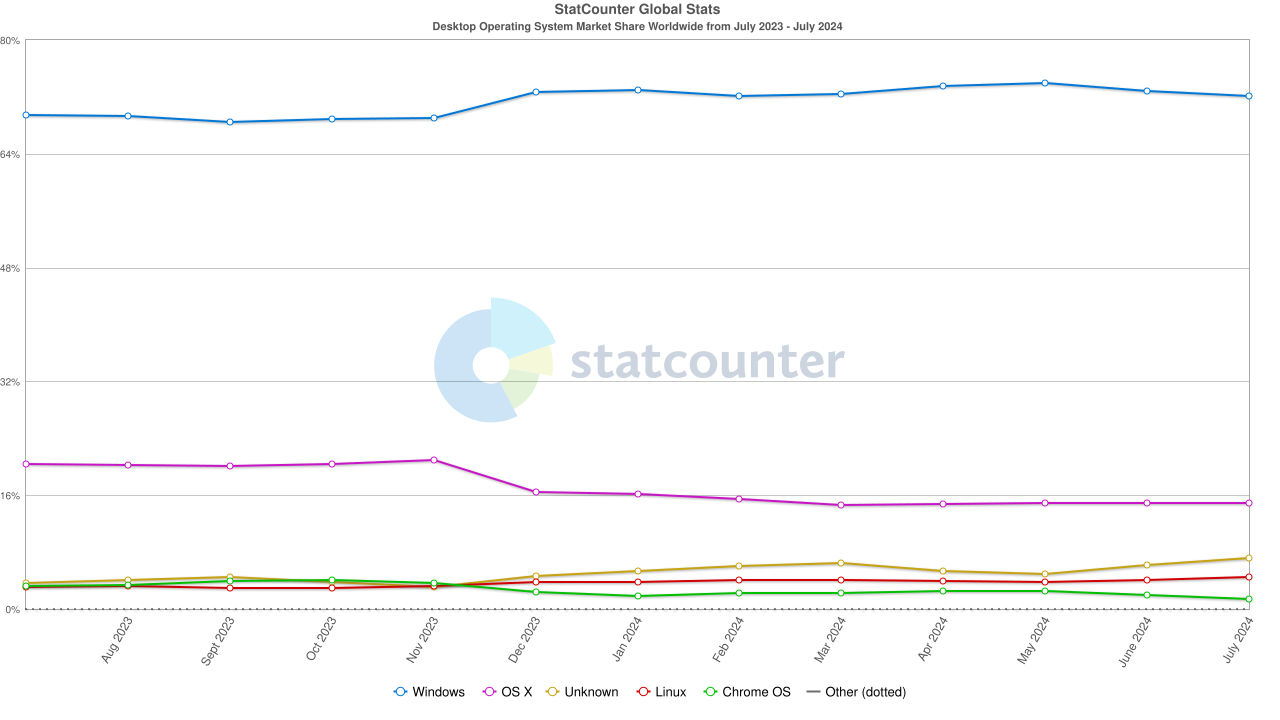 StatCounter Global Stats
Desktop Operating System Market Share Worldwide from July 2023 - July 2024
80%
64%
48%
32%
16%
0%
statcounter
Aug 2023
Sept 2023
Oct 2023
Nov 2023
Dec 2023
Jan 2024
Feb 2024
Mar 2024
Apr 2024
May 2024
June 2024
July 2024
Windows OS X Unknown Linux Chrome OS Other (dotted)